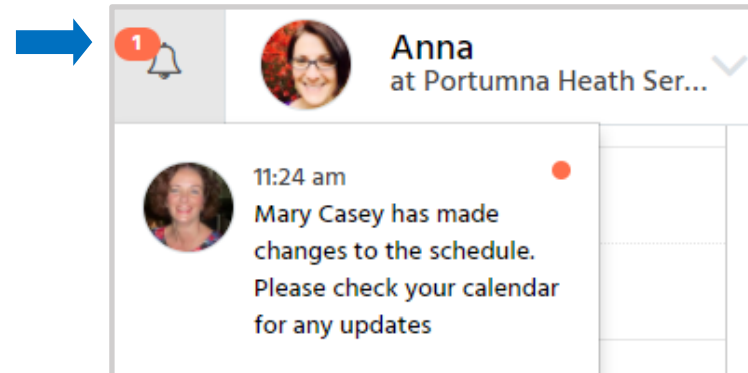 1
Anna
at Portumna Heath Ser...
11:24 am
Mary Casey has made
changes to the schedule.
Please check your calendar
for any updates